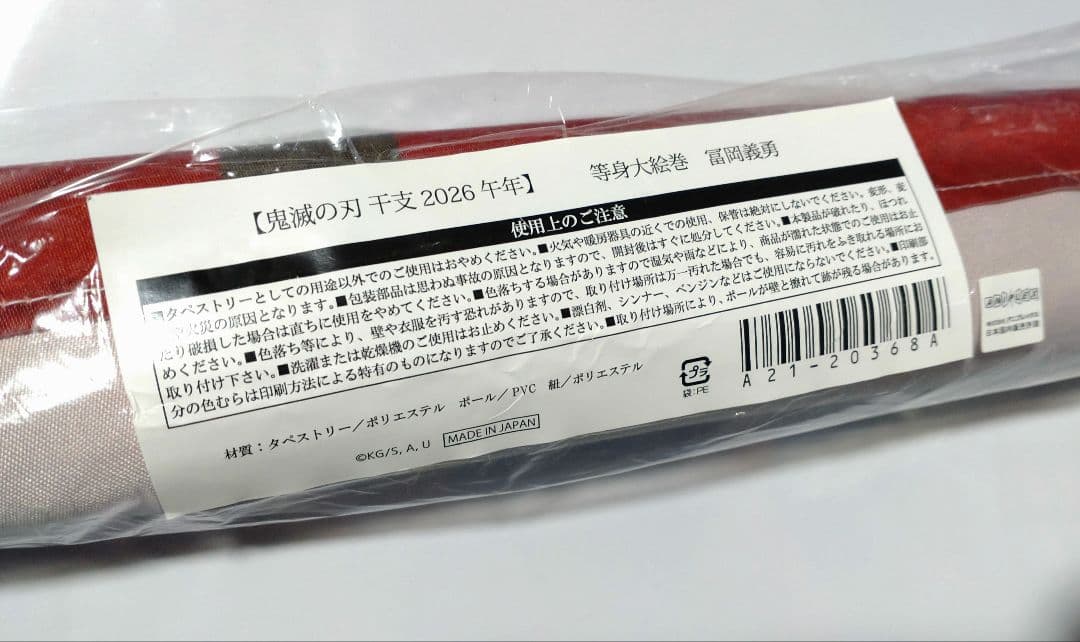 【鬼滅の刃 干支2026 午年】 等身大絵巻 冨岡義勇
使用上のご注意
■タペストリーとしての用途以外でのご使用はおやめください。■火気や暖房器具の近くでの使用、保管は絶対にしないでください。変形、変
や火災の原因となります。■包装部品は思わぬ事故の原因となりますので、開封後はすぐに処分してください。■本製品が破れたり、ほつれ
たり破損した場合は直ちに使用をやめてください。■色落ちする場合がありますので湿気や雨などにより、商品が濡れた状態でのご使用はお止
めください。■色落ち等により、壁や衣服を汚す恐れがありますので、取り付け場所は万一汚れた場合でも、容易に汚れをふき取れる場所にお
取り付け下さい。■洗濯または乾燥機のご使用はお止めください。■漂白剤、シンナー、ベンジンなどはご使用にならないでください。■印刷部
分の色むらは印刷方法による特有のものになりますのでご了承ください。■取り付け場所により、ポールが壁と擦れて跡が残る場合があります。
材質：タペストリー／ポリエステル ポール／PVC 紐／ポリエステル
©KG/S, A, U MADE IN JAPAN
プラ
袋:PE
A21-20368A
日本国内販売許諾